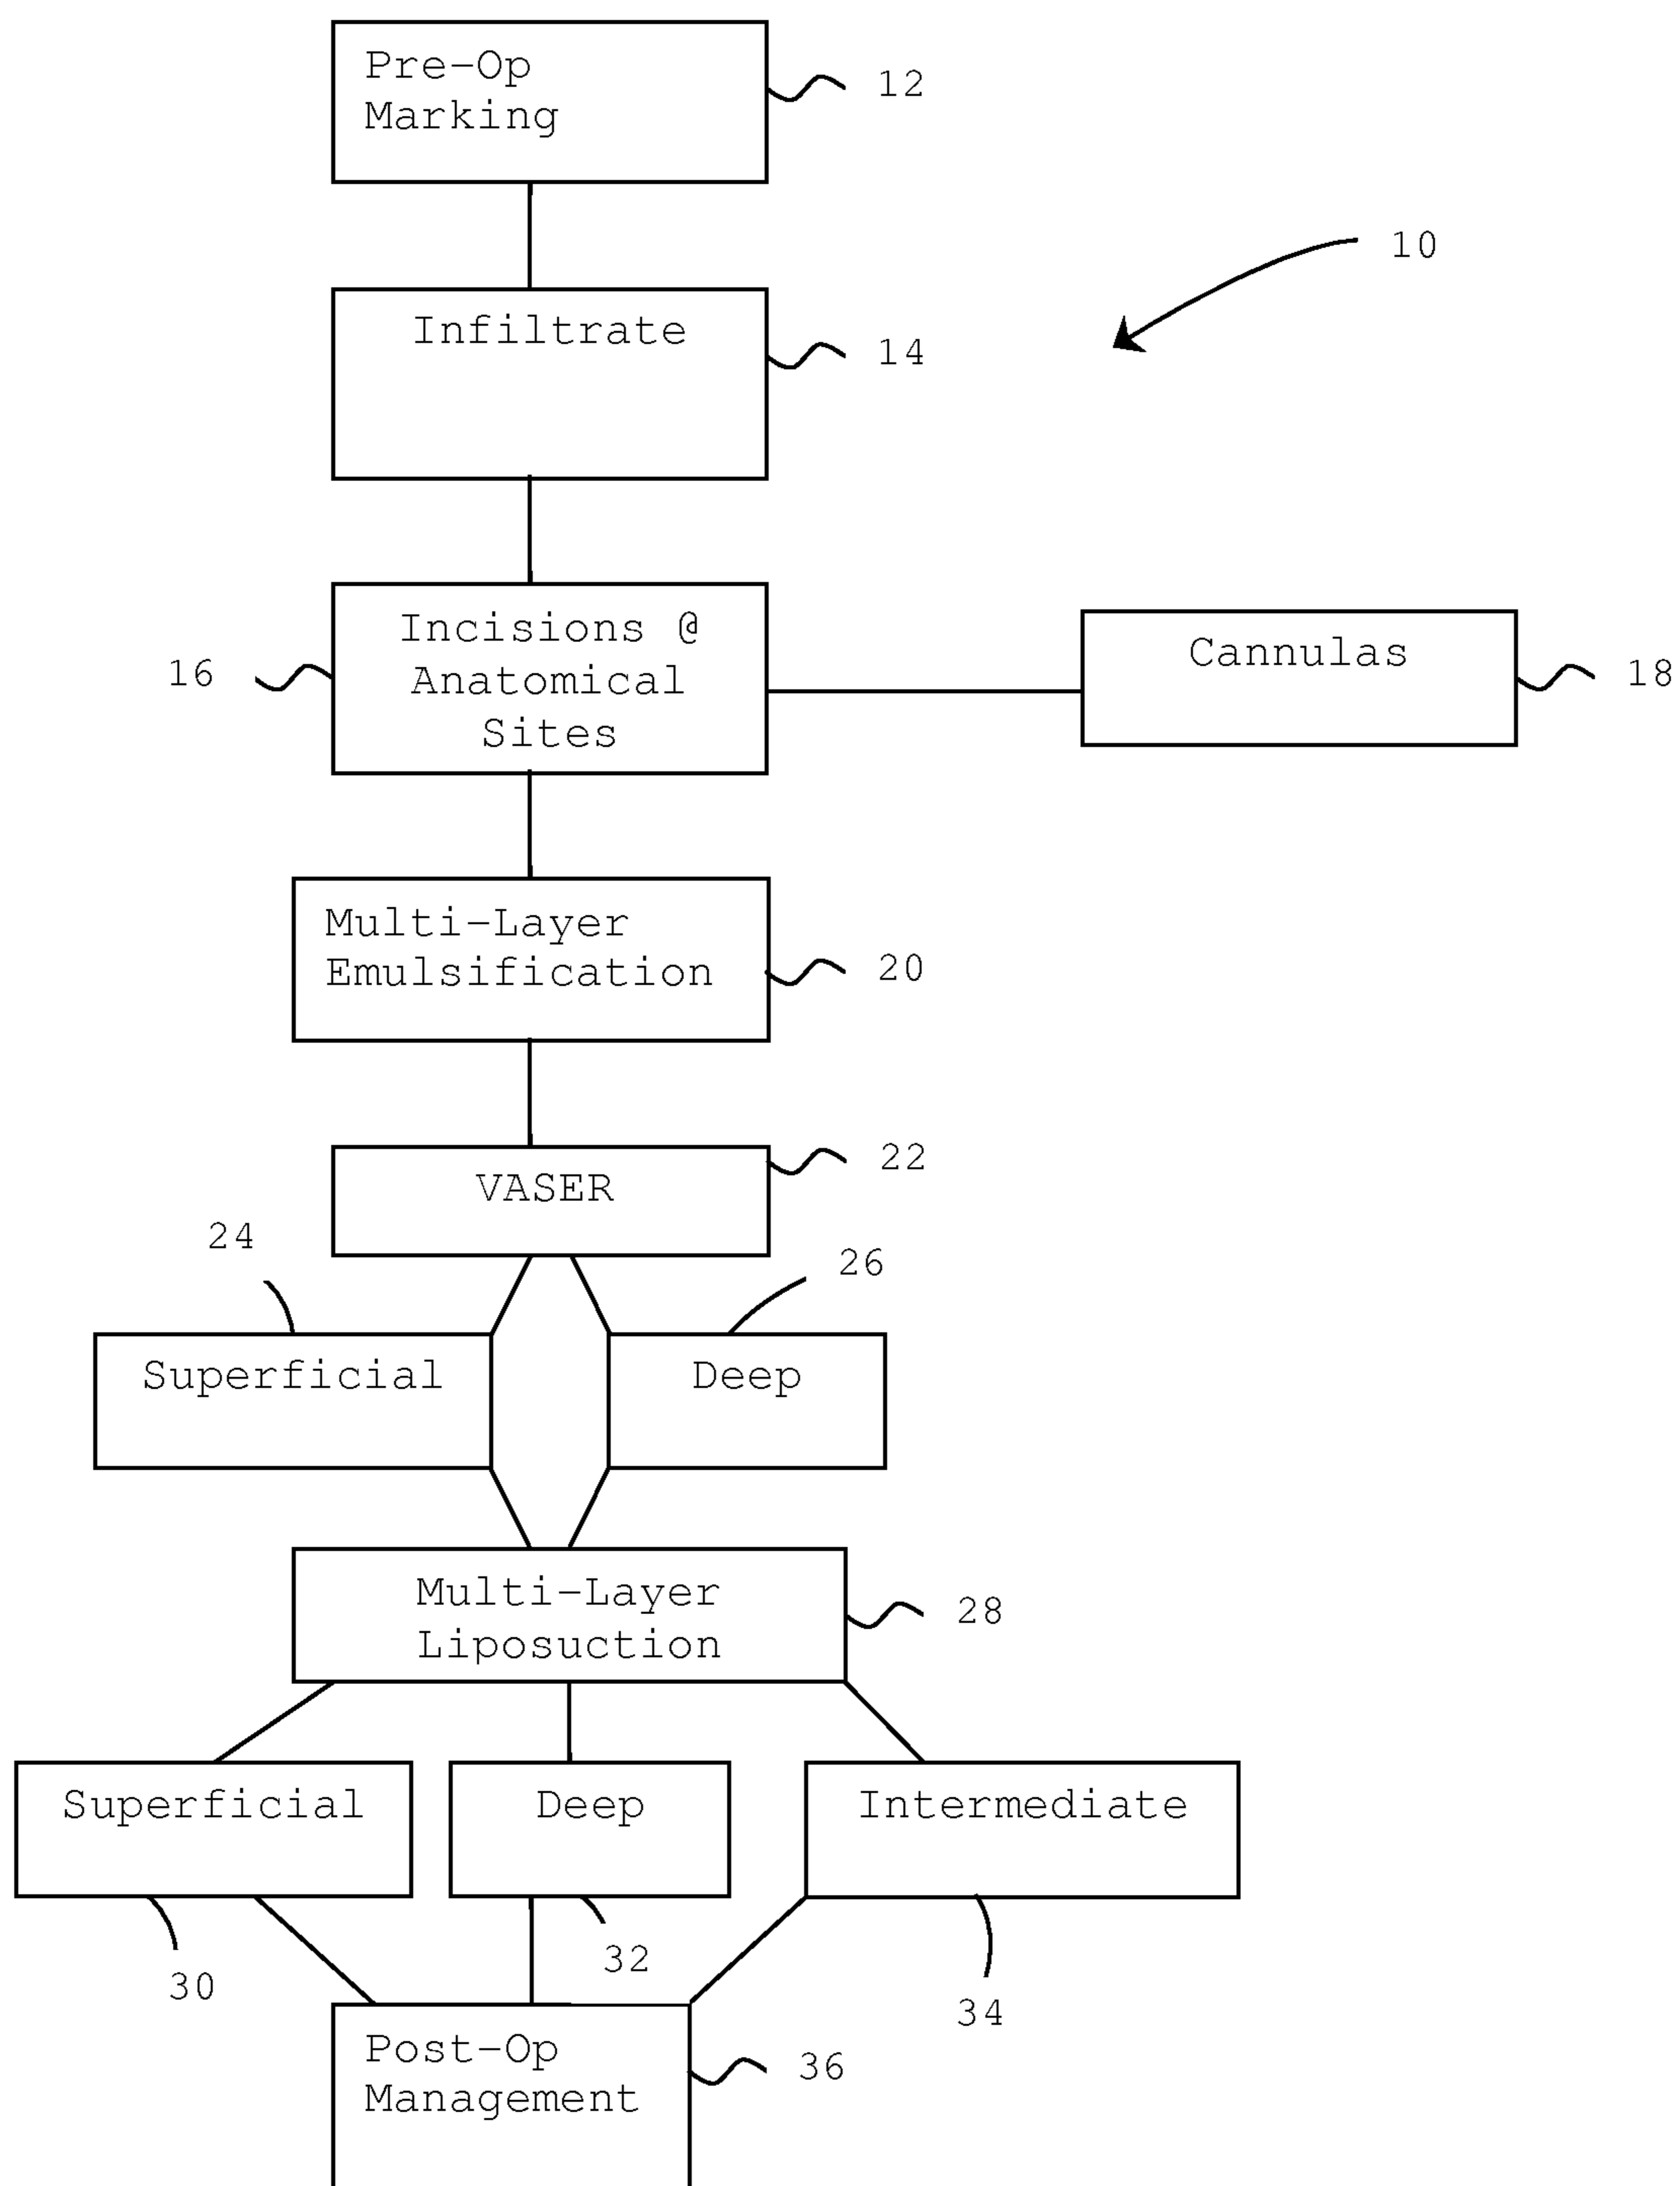 Pre-Op
Marking
12
10
Infiltrate
14
Incisions @
Anatomical
Sites
16
Cannulas
18
Multi-Layer
Emulsification
20
VASER
22
24
26
Superficial
Deep
Multi-Layer
Liposuction
28
Superficial
Deep
Intermediate
30
32
34
Post-Op
Management
36